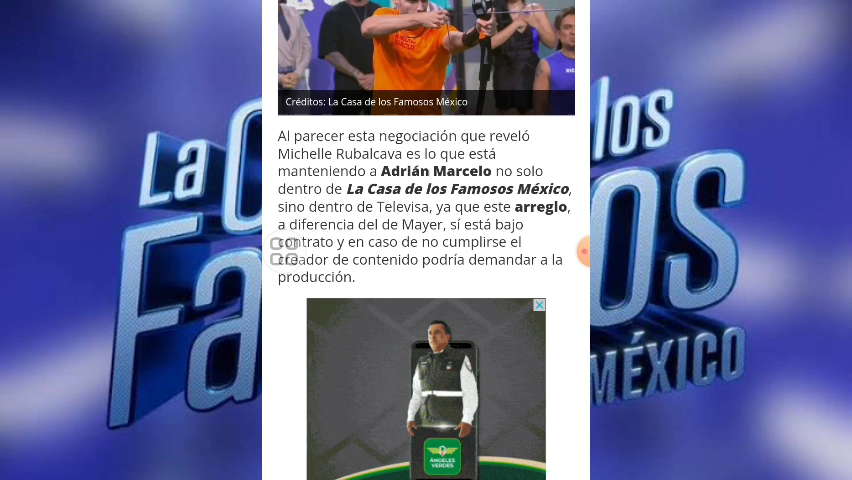 Créditos: La Casa de los Famosos México
Al parecer esta negociación que reveló
Michelle Rubalcava es lo que está
manteniendo a Adrián Marcelo no solo
dentro de La Casa de los Famosos México,
sino dentro de Televisa, ya que este arreglo,
a diferencia del de Mayer, sí está bajo
contrato y en caso de no cumplirse el
creador de contenido podría demandar a la
producción.
ÁNGELES
VERDES
La
los
Fa
OS
MÉXICO